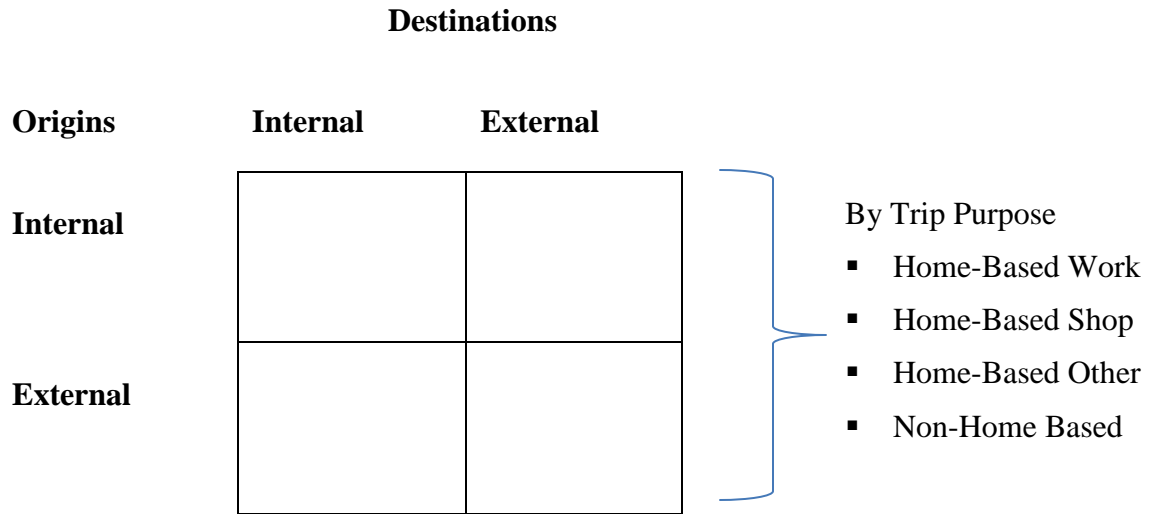 Destinations
Origins Internal External
Internal
External
By Trip Purpose
▪ Home-Based Work
▪ Home-Based Shop
▪ Home-Based Other
▪ Non-Home Based